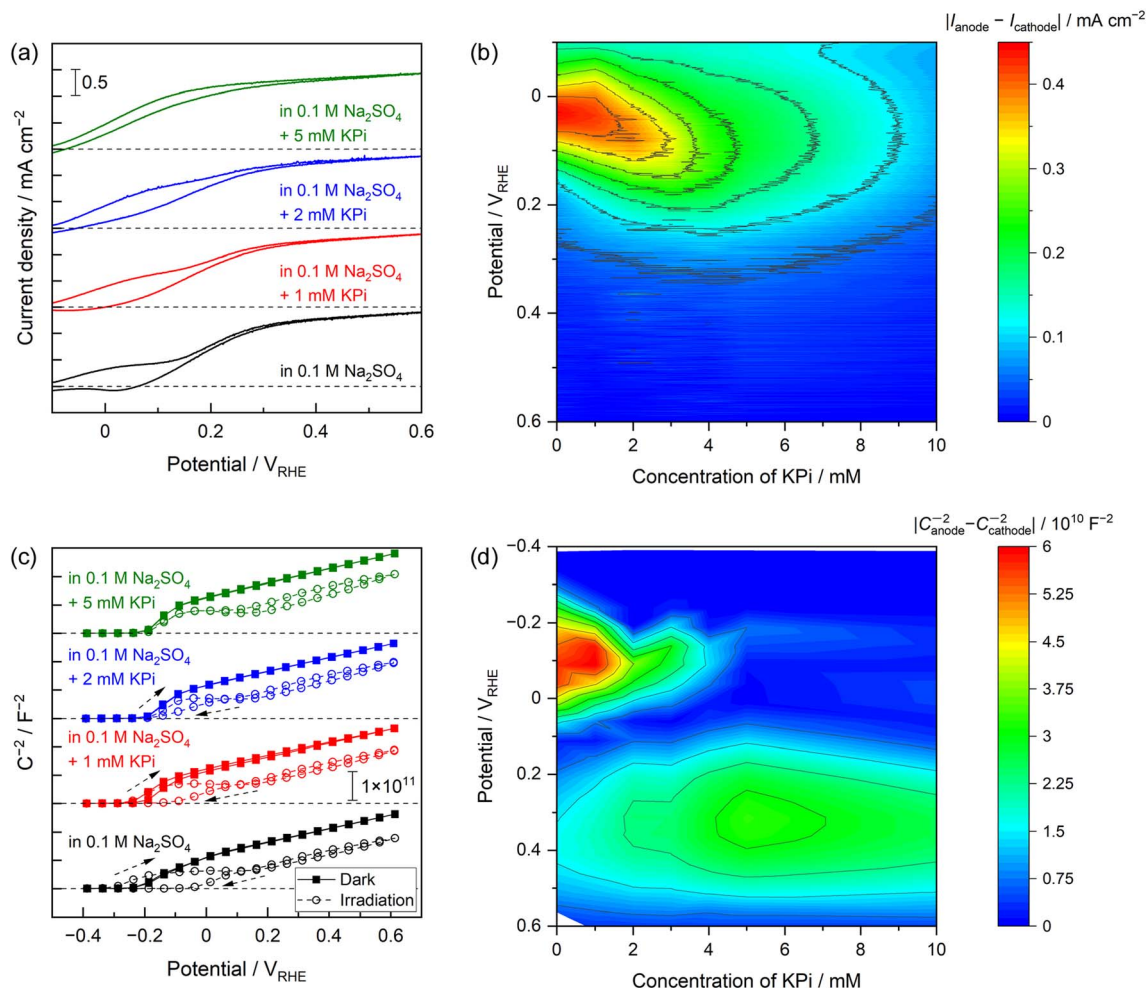 (a)
0.5
in 0.1 M Na₂SO₄
+ 5 mM KPi
in 0.1 M Na₂SO₄
+ 2 mM KPi
in 0.1 M Na₂SO₄
+ 1 mM KPi
in 0.1 M Na₂SO₄
Current density / mA cm⁻²
0 0.2 0.4 0.6
Potential / V_RHE
(b)
|I_anode − I_cathode| / mA cm⁻²
0
0.2
0.4
0.6
Potential / V_RHE
0 2 4 6 8 10
Concentration of KPi / mM
0.4
0.3
0.2
0.1
0
(c)
in 0.1 M Na₂SO₄
+ 5 mM KPi
in 0.1 M Na₂SO₄
+ 2 mM KPi
in 0.1 M Na₂SO₄
+ 1 mM KPi
1×10¹¹
in 0.1 M Na₂SO₄
Dark
Irradiation
C⁻² / F⁻²
−0.4 −0.2 0 0.2 0.4 0.6
Potential / V_RHE
(d)
|C⁻²_anode−C⁻²_cathode| / 10¹⁰ F⁻²
−0.4
−0.2
0
0.2
0.4
0.6
Potential / V_RHE
0 2 4 6 8 10
Concentration of KPi / mM
6
5.25
4.5
3.75
3
2.25
1.5
0.75
0